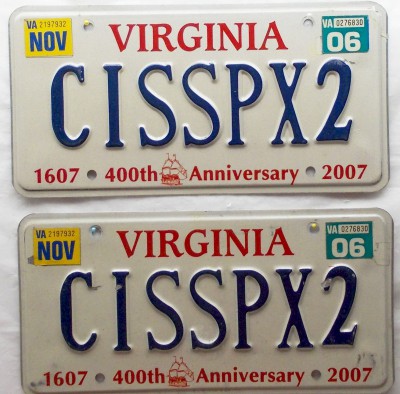 VA 2197932 VA 0276830
NOV VIRGINIA 06
CISSPX2
1607 400th Anniversary 2007
VA 2197932 VA 0276830
NOV VIRGINIA 06
CISSPX2
1607 400th Anniversary 2007